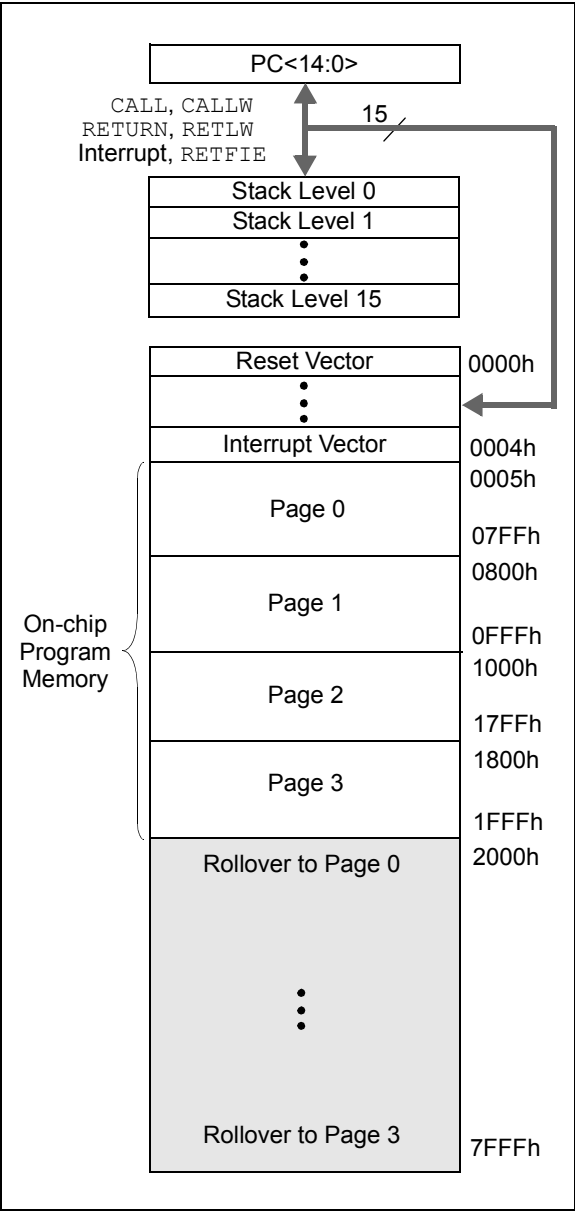 PC<14:0>
CALL, CALLW
RETURN, RETLW
Interrupt, RETFIE
15
Stack Level 0
Stack Level 1
Stack Level 15
Reset Vector
0000h
Interrupt Vector
0004h
0005h
Page 0
07FFh
0800h
Page 1
0FFFh
On-chip
Program
Memory
1000h
Page 2
17FFh
1800h
Page 3
1FFFh
2000h
Rollover to Page 0
Rollover to Page 3
7FFFh